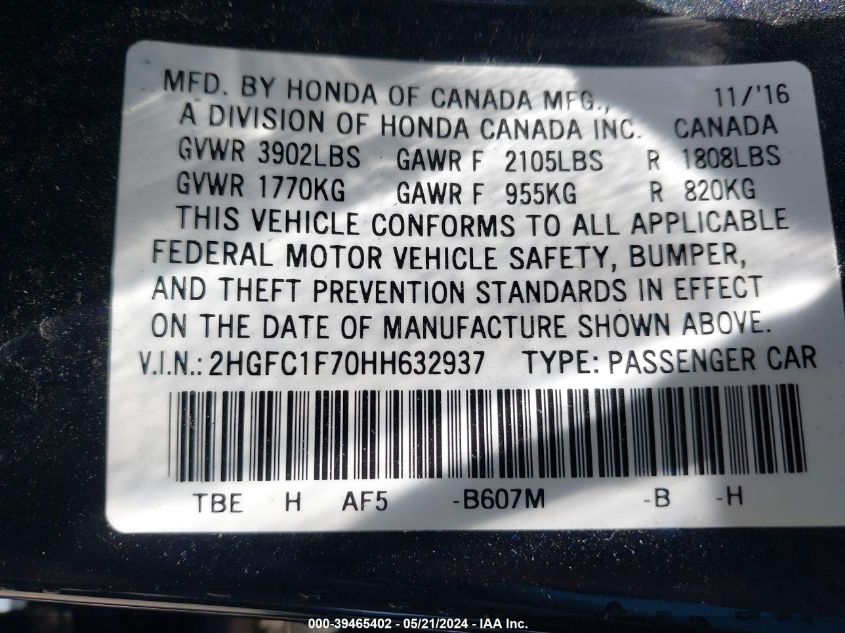 MFD. BY HONDA OF CANADA MFG., 11/'16
A DIVISION OF HONDA CANADA INC. CANADA
GVWR 3902LBS GAWR F 2105LBS R 1808LBS
GVWR 1770KG GAWR F 955KG R 820KG
THIS VEHICLE CONFORMS TO ALL APPLICABLE
FEDERAL MOTOR VEHICLE SAFETY, BUMPER,
AND THEFT PREVENTION STANDARDS IN EFFECT
ON THE DATE OF MANUFACTURE SHOWN ABOVE.
V.I.N.: 2HGFC1F70HH632937 TYPE: PASSENGER CAR
TBE H AF5 -B607M -B -H
000-39465402 - 05/21/2024 - IAA Inc.